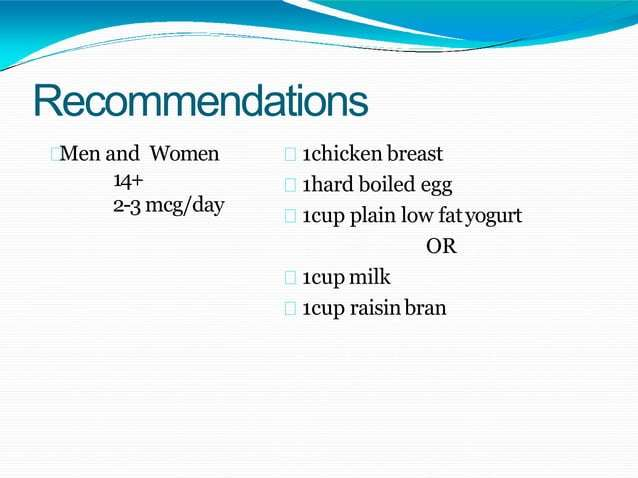 Recommendations
Men and Women
14+
2-3 mcg/day
1chicken breast
1hard boiled egg
1cup plain low fat yogurt
OR
1cup milk
1cup raisin bran